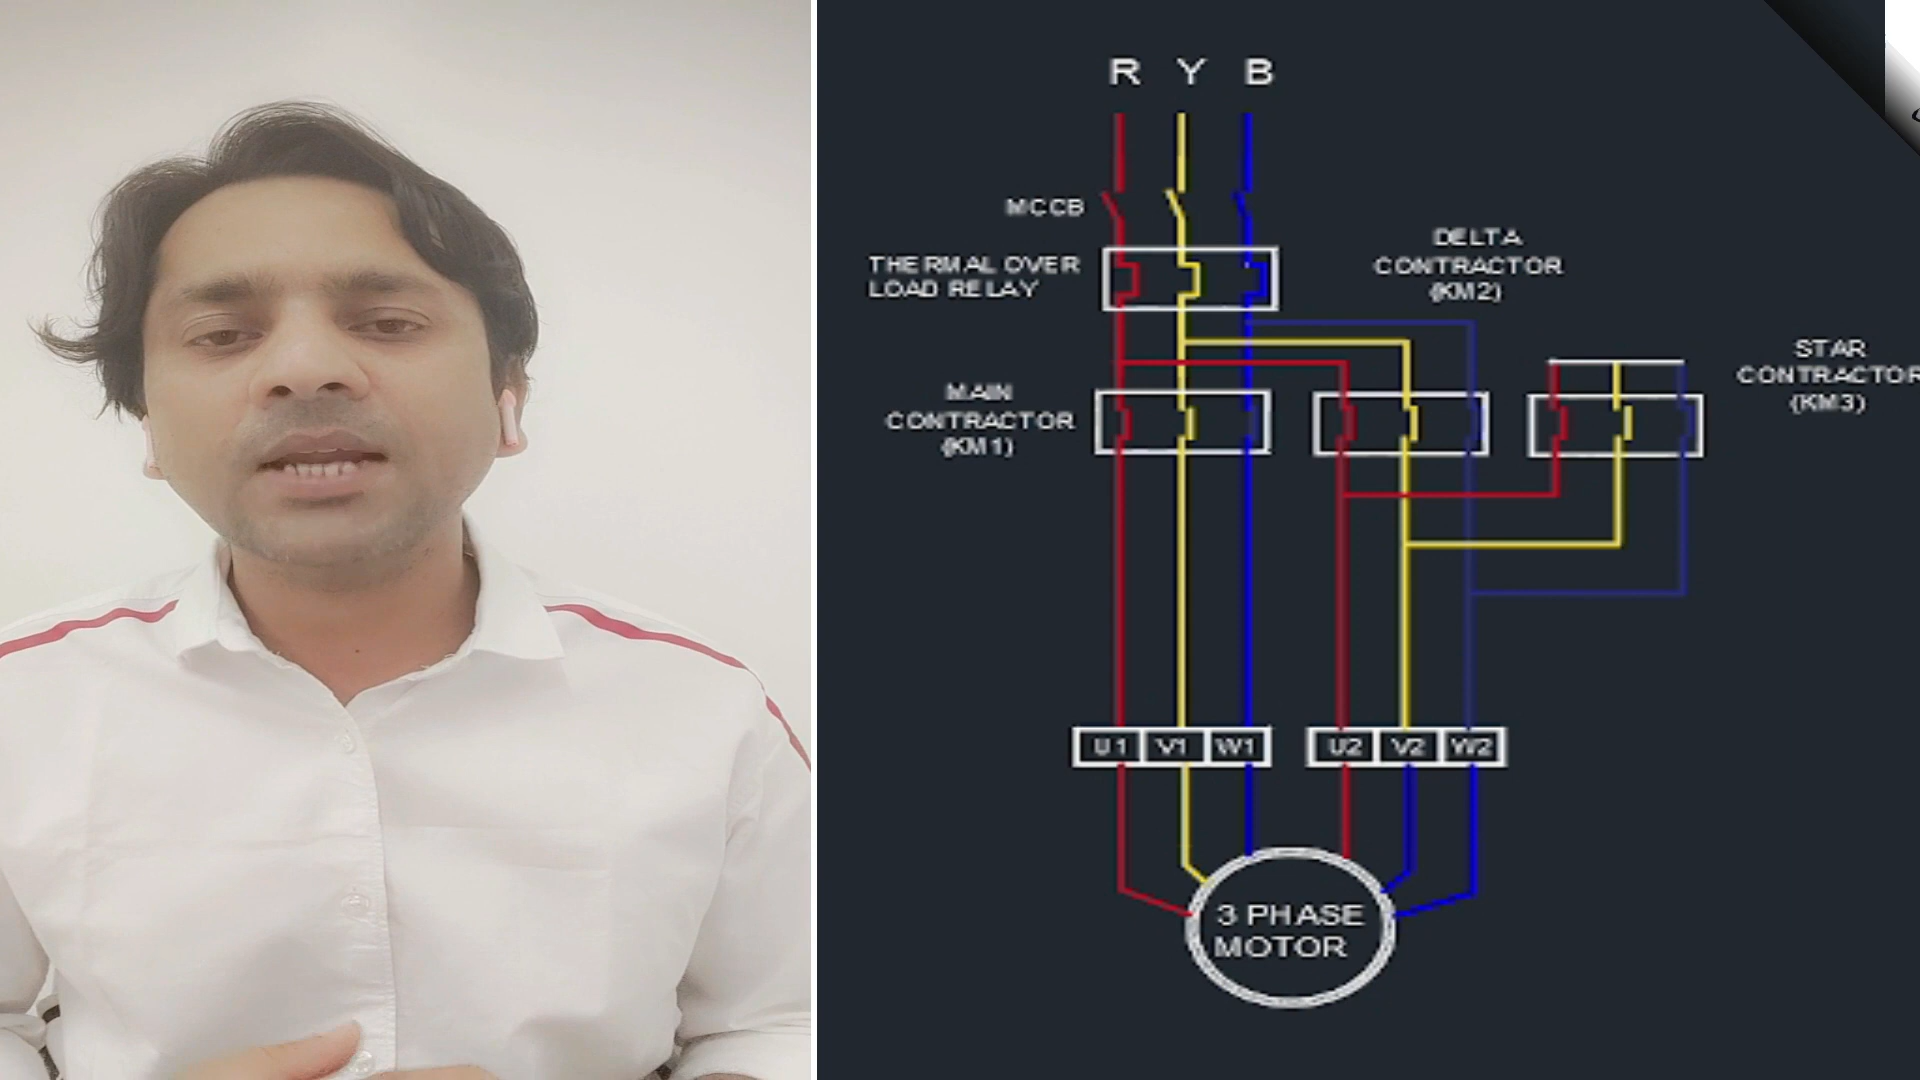 R Y B
MCCB
THERMAL OVER
LOAD RELAY
DELTA
CONTRACTOR
(KM2)
STAR
CONTRACTOR
(KM3)
MAIN
CONTRACTOR
(KM1)
U1 V1 W1 U2 V2 W2
3 PHASE
MOTOR